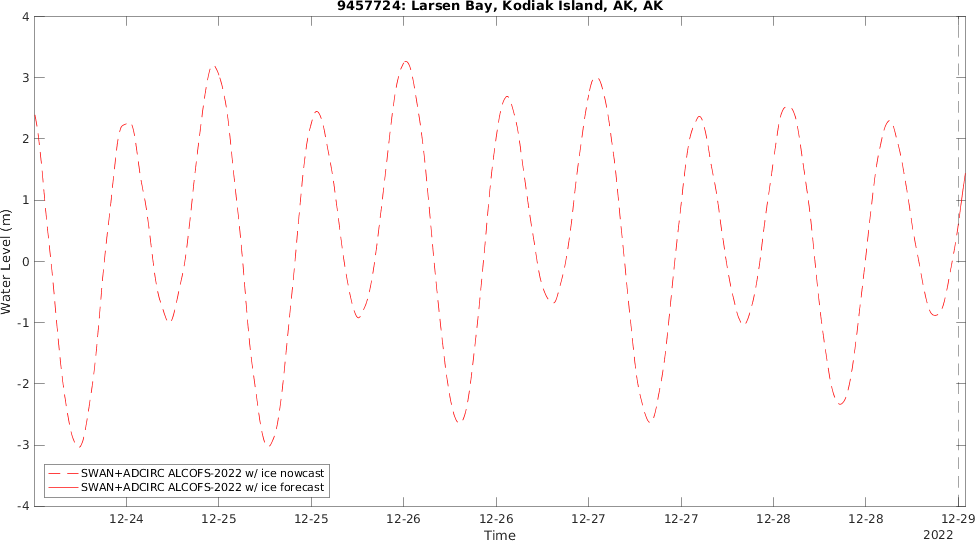 9457724: Larsen Bay, Kodiak Island, AK, AK
4
3
2
1
0
-1
-2
-3
-4
Water Level (m)
SWAN+ADCIRC ALCOFS-2022 w/ ice nowcast
SWAN+ADCIRC ALCOFS-2022 w/ ice forecast
12-24 12-25 12-25 12-26 12-26 12-27 12-27 12-28 12-28 12-29
Time
2022